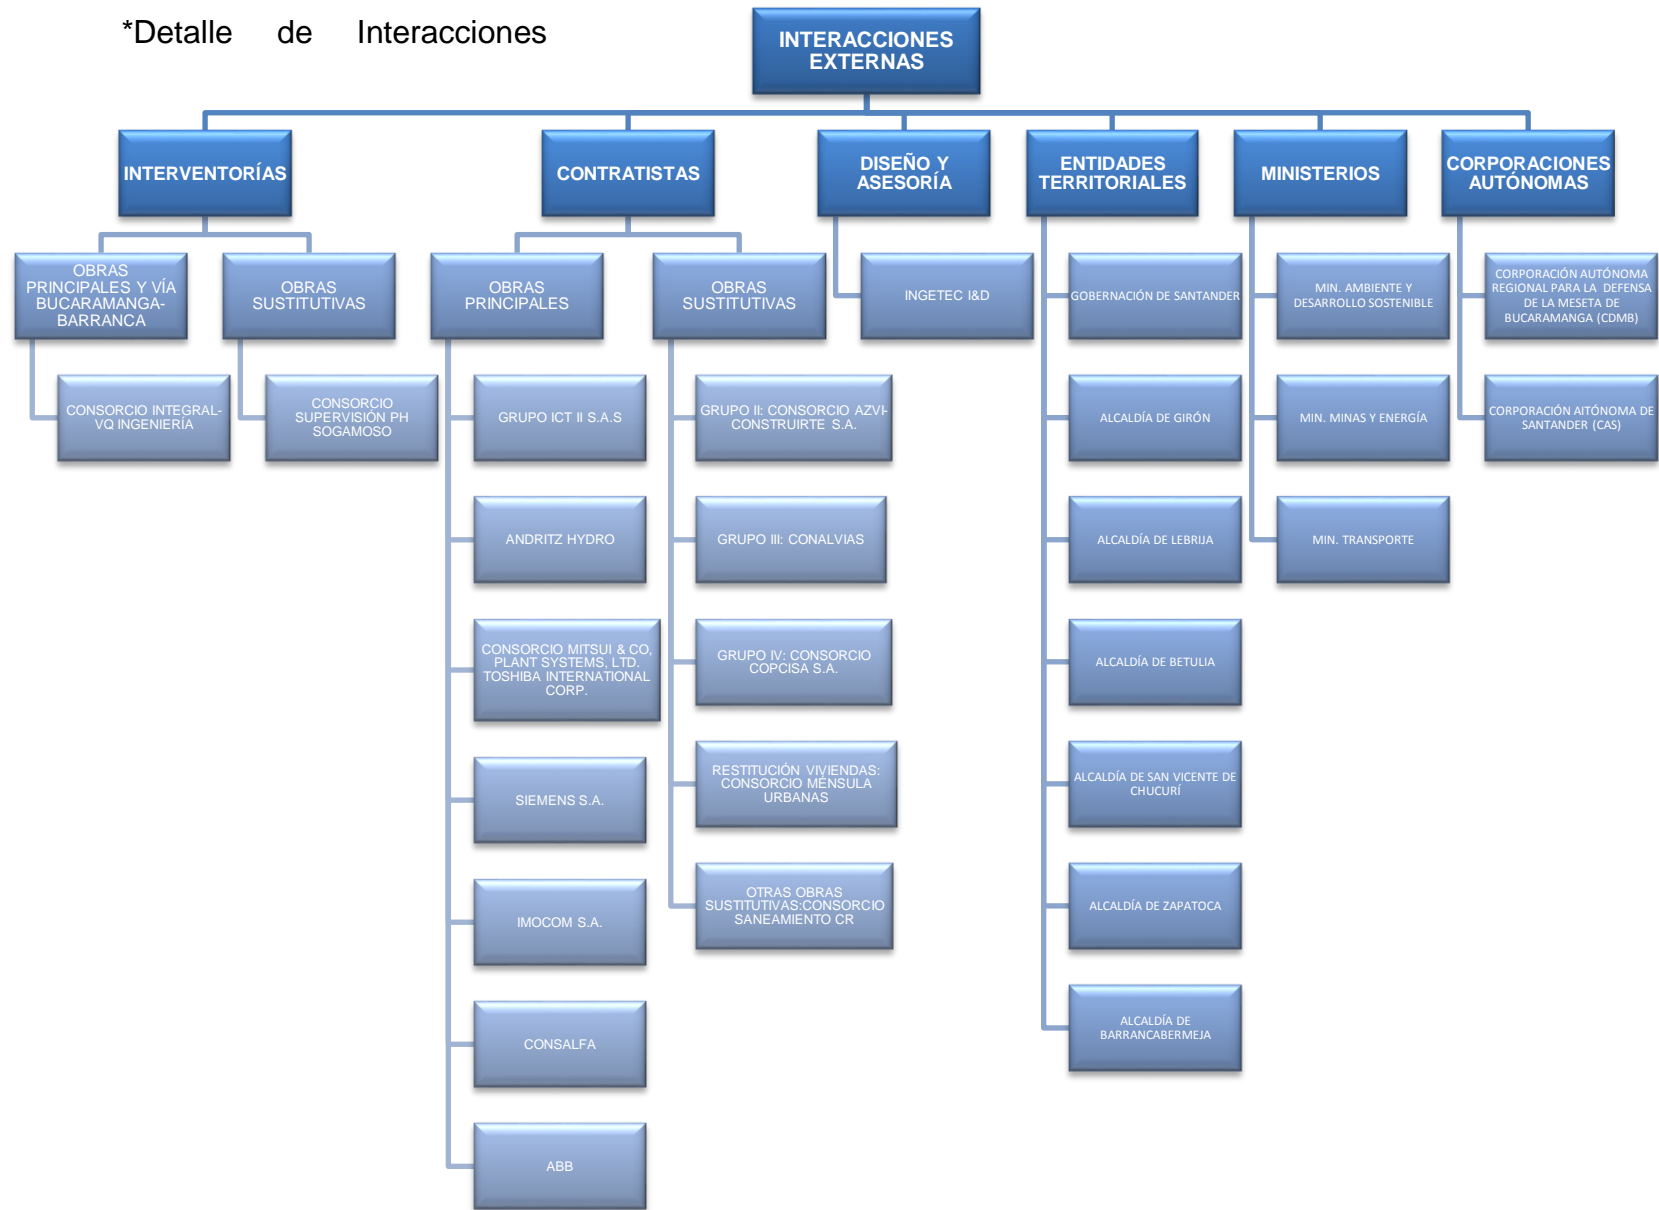 *Detalle de Interacciones
INTERACCIONES
EXTERNAS
INTERVENTORÍAS
CONTRATISTAS
DISEÑO Y
ASESORÍA
ENTIDADES
TERRITORIALES
MINISTERIOS
CORPORACIONES
AUTÓNOMAS
OBRAS
PRINCIPALES Y VÍA
BUCARAMANGA-
BARRANCA
OBRAS
SUSTITUTIVAS
OBRAS
PRINCIPALES
OBRAS
SUSTITUTIVAS
INGETEC I&D
GOBERNACIÓN DE SANTANDER
MIN. AMBIENTE Y
DESARROLLO SOSTENIBLE
CORPORACIÓN AUTÓNOMA
REGIONAL PARA LA DEFENSA
DE LA MESETA DE
BUCARAMANGA (CDMB)
CONSORCIO INTEGRAL-
VQ INGENIERÍA
CONSORCIO
SUPERVISIÓN PH
SOGAMOSO
GRUPO ICT II S.A.S
GRUPO II: CONSORCIO AZVI-
CONSTRUIRTE S.A.
ALCALDÍA DE GIRÓN
MIN. MINAS Y ENERGÍA
CORPORACIÓN AITÓNOMA DE
SANTANDER (CAS)
ANDRITZ HYDRO
GRUPO III: CONALVIAS
ALCALDÍA DE LEBRIJA
MIN. TRANSPORTE
CONSORCIO MITSUI & CO,
PLANT SYSTEMS, LTD.
TOSHIBA INTERNATIONAL
CORP.
GRUPO IV: CONSORCIO
COPCISA S.A.
ALCALDÍA DE BETULIA
SIEMENS S.A.
RESTITUCIÓN VIVIENDAS:
CONSORCIO MÉNSULA
URBANAS
ALCALDÍA DE SAN VICENTE DE
CHUCURÍ
IMOCOM S.A.
OTRAS OBRAS
SUSTITUTIVAS:CONSORCIO
SANEAMIENTO CR
ALCALDÍA DE ZAPATOCA
CONSALFA
ALCALDÍA DE
BARRANCABERMEJA
ABB